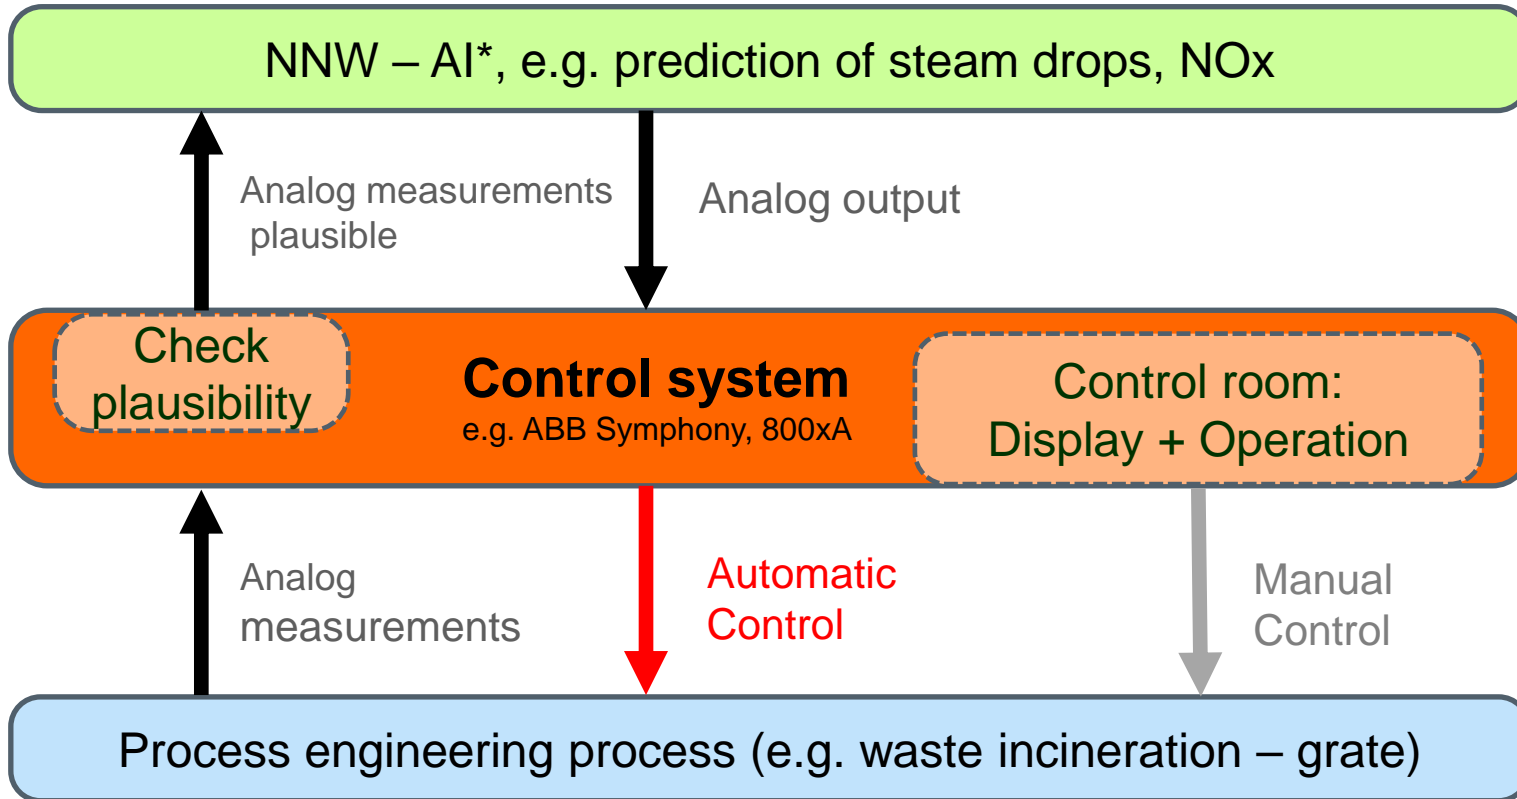 NNW – AI*, e.g. prediction of steam drops, NOx
Analog measurements
plausible
Analog output
Check
plausibility
Control system
e.g. ABB Symphony, 800xA
Control room:
Display + Operation
Analog
measurements
Automatic
Control
Manual
Control
Process engineering process (e.g. waste incineration – grate)